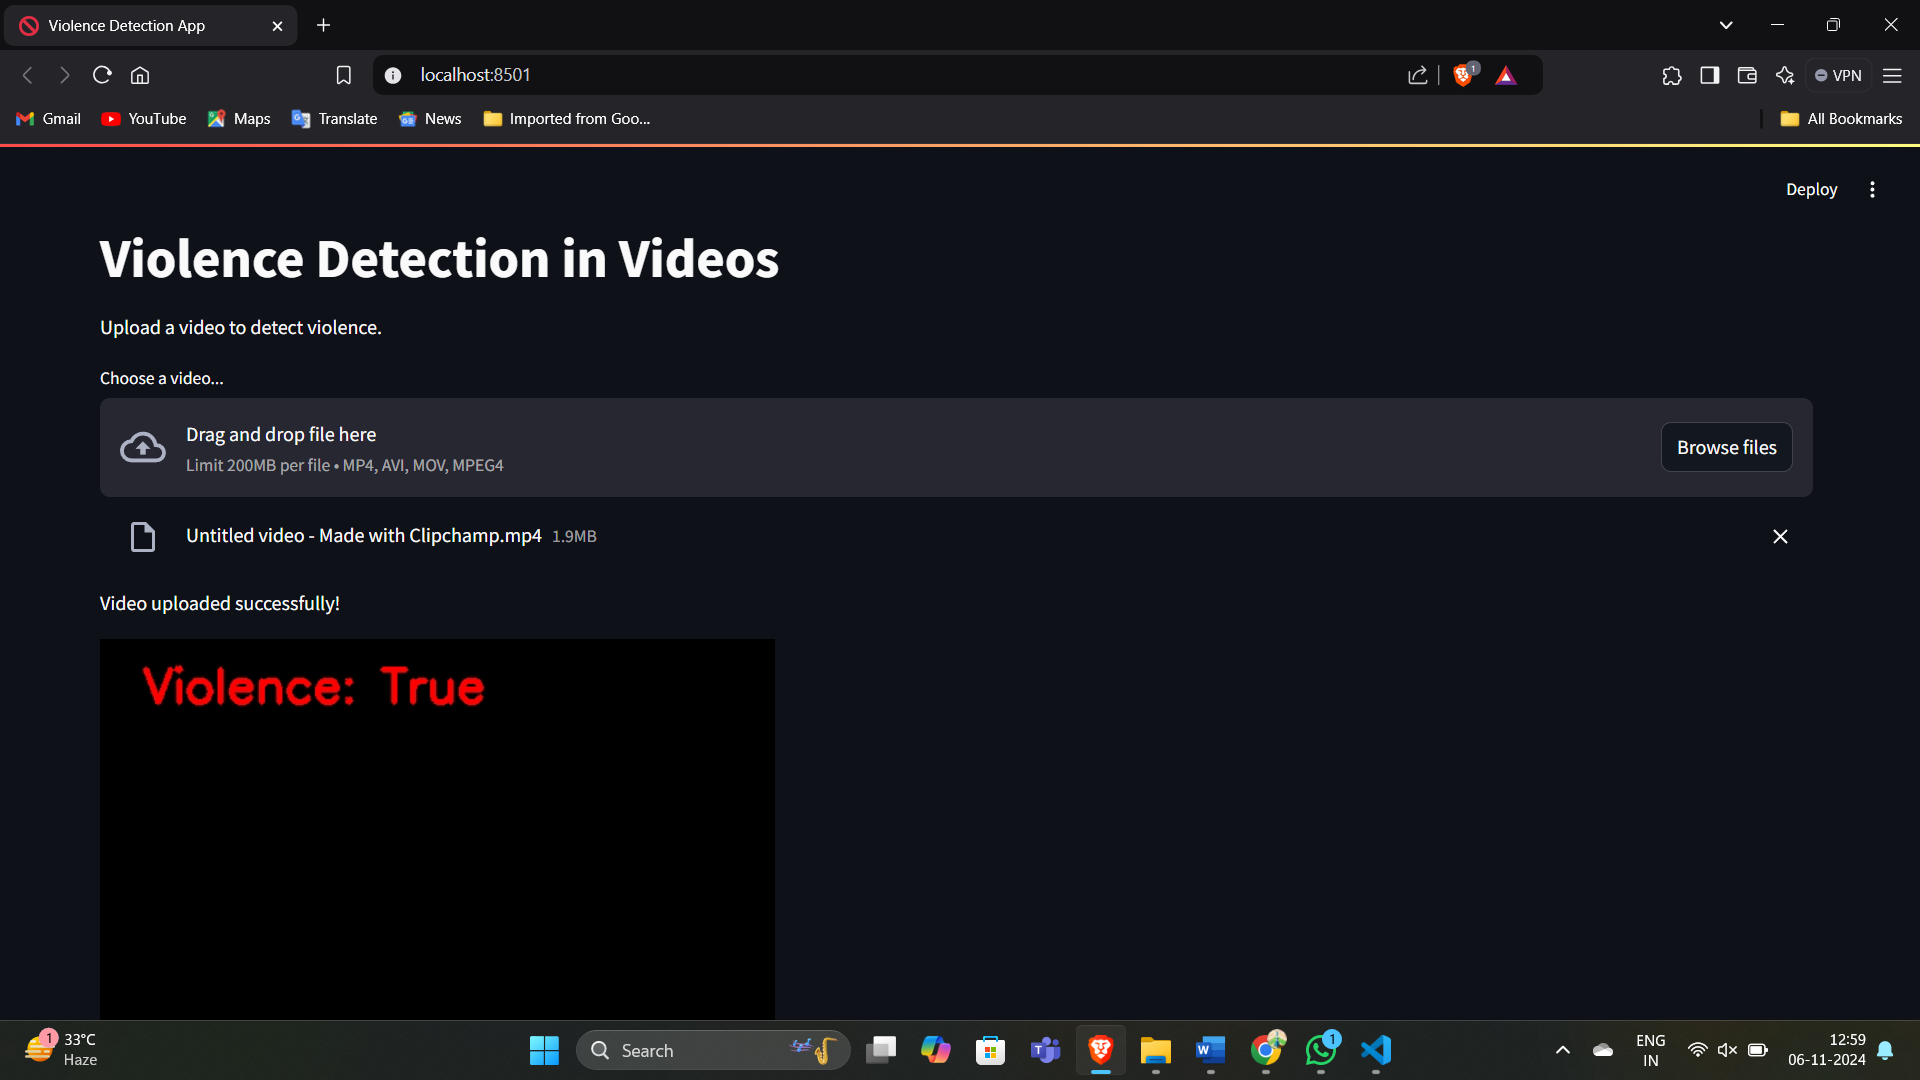 Violence Detection App
localhost:8501
1
VPN
Gmail
YouTube
Maps
Translate
News
Imported from Goo...
All Bookmarks
Deploy
Violence Detection in Videos
Upload a video to detect violence.
Choose a video...
Drag and drop file here
Limit 200MB per file • MP4, AVI, MOV, MPEG4
Browse files
Untitled video - Made with Clipchamp.mp4 1.9MB
Video uploaded successfully!
Violence: True
1
33°C
Haze
Search
1
ENG
IN
12:59
06-11-2024